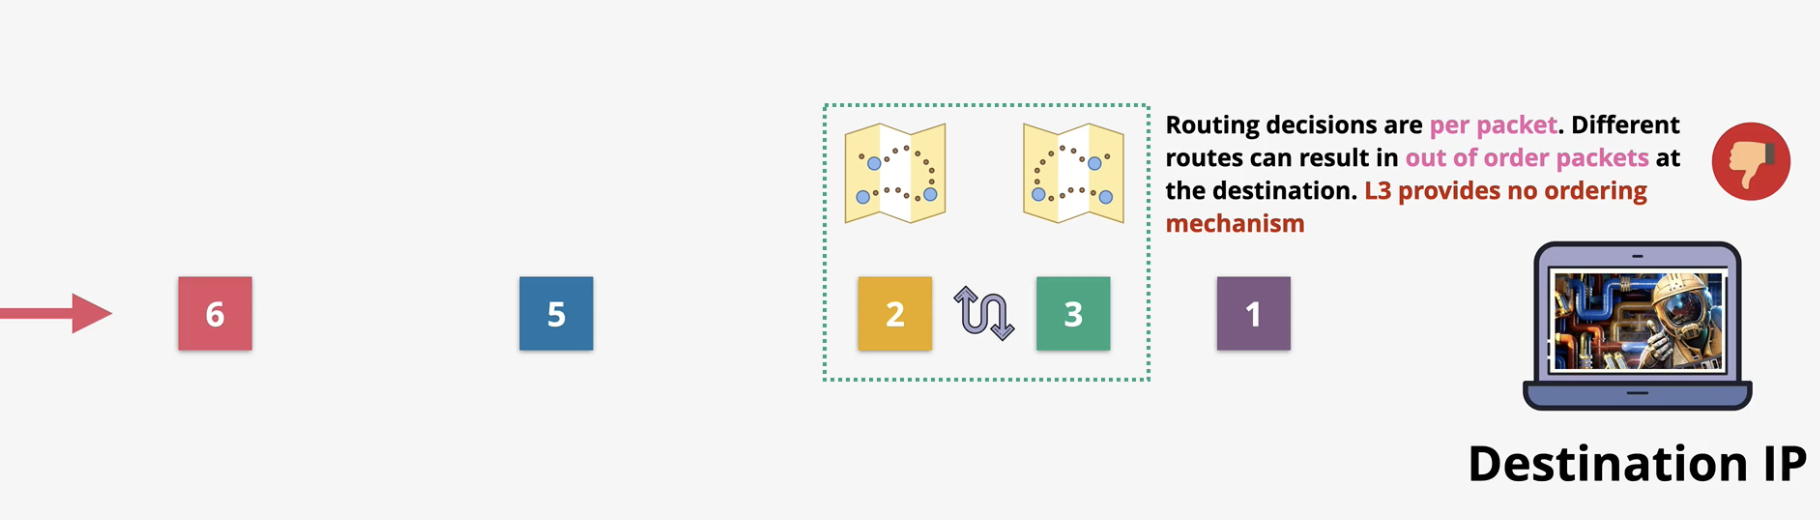 Routing decisions are per packet. Different
routes can result in out of order packets at
the destination. L3 provides no ordering
mechanism
6
5
2
3
1
Destination IP